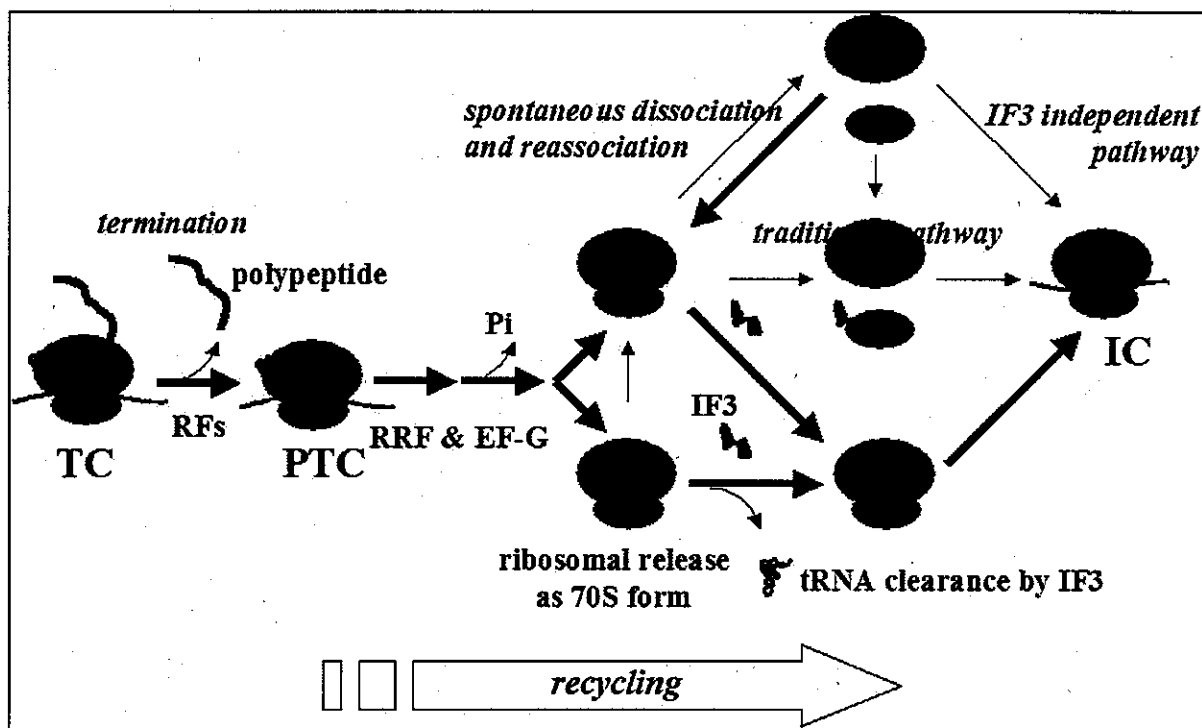 spontaneous dissociation
and reassociation
IF3 independent
pathway
termination
polypeptide
Pi
RFs
TC
PTC
RRF & EF-G
IF3
IC
ribosomal release
as 70S form
tRNA clearance by IF3
recycling